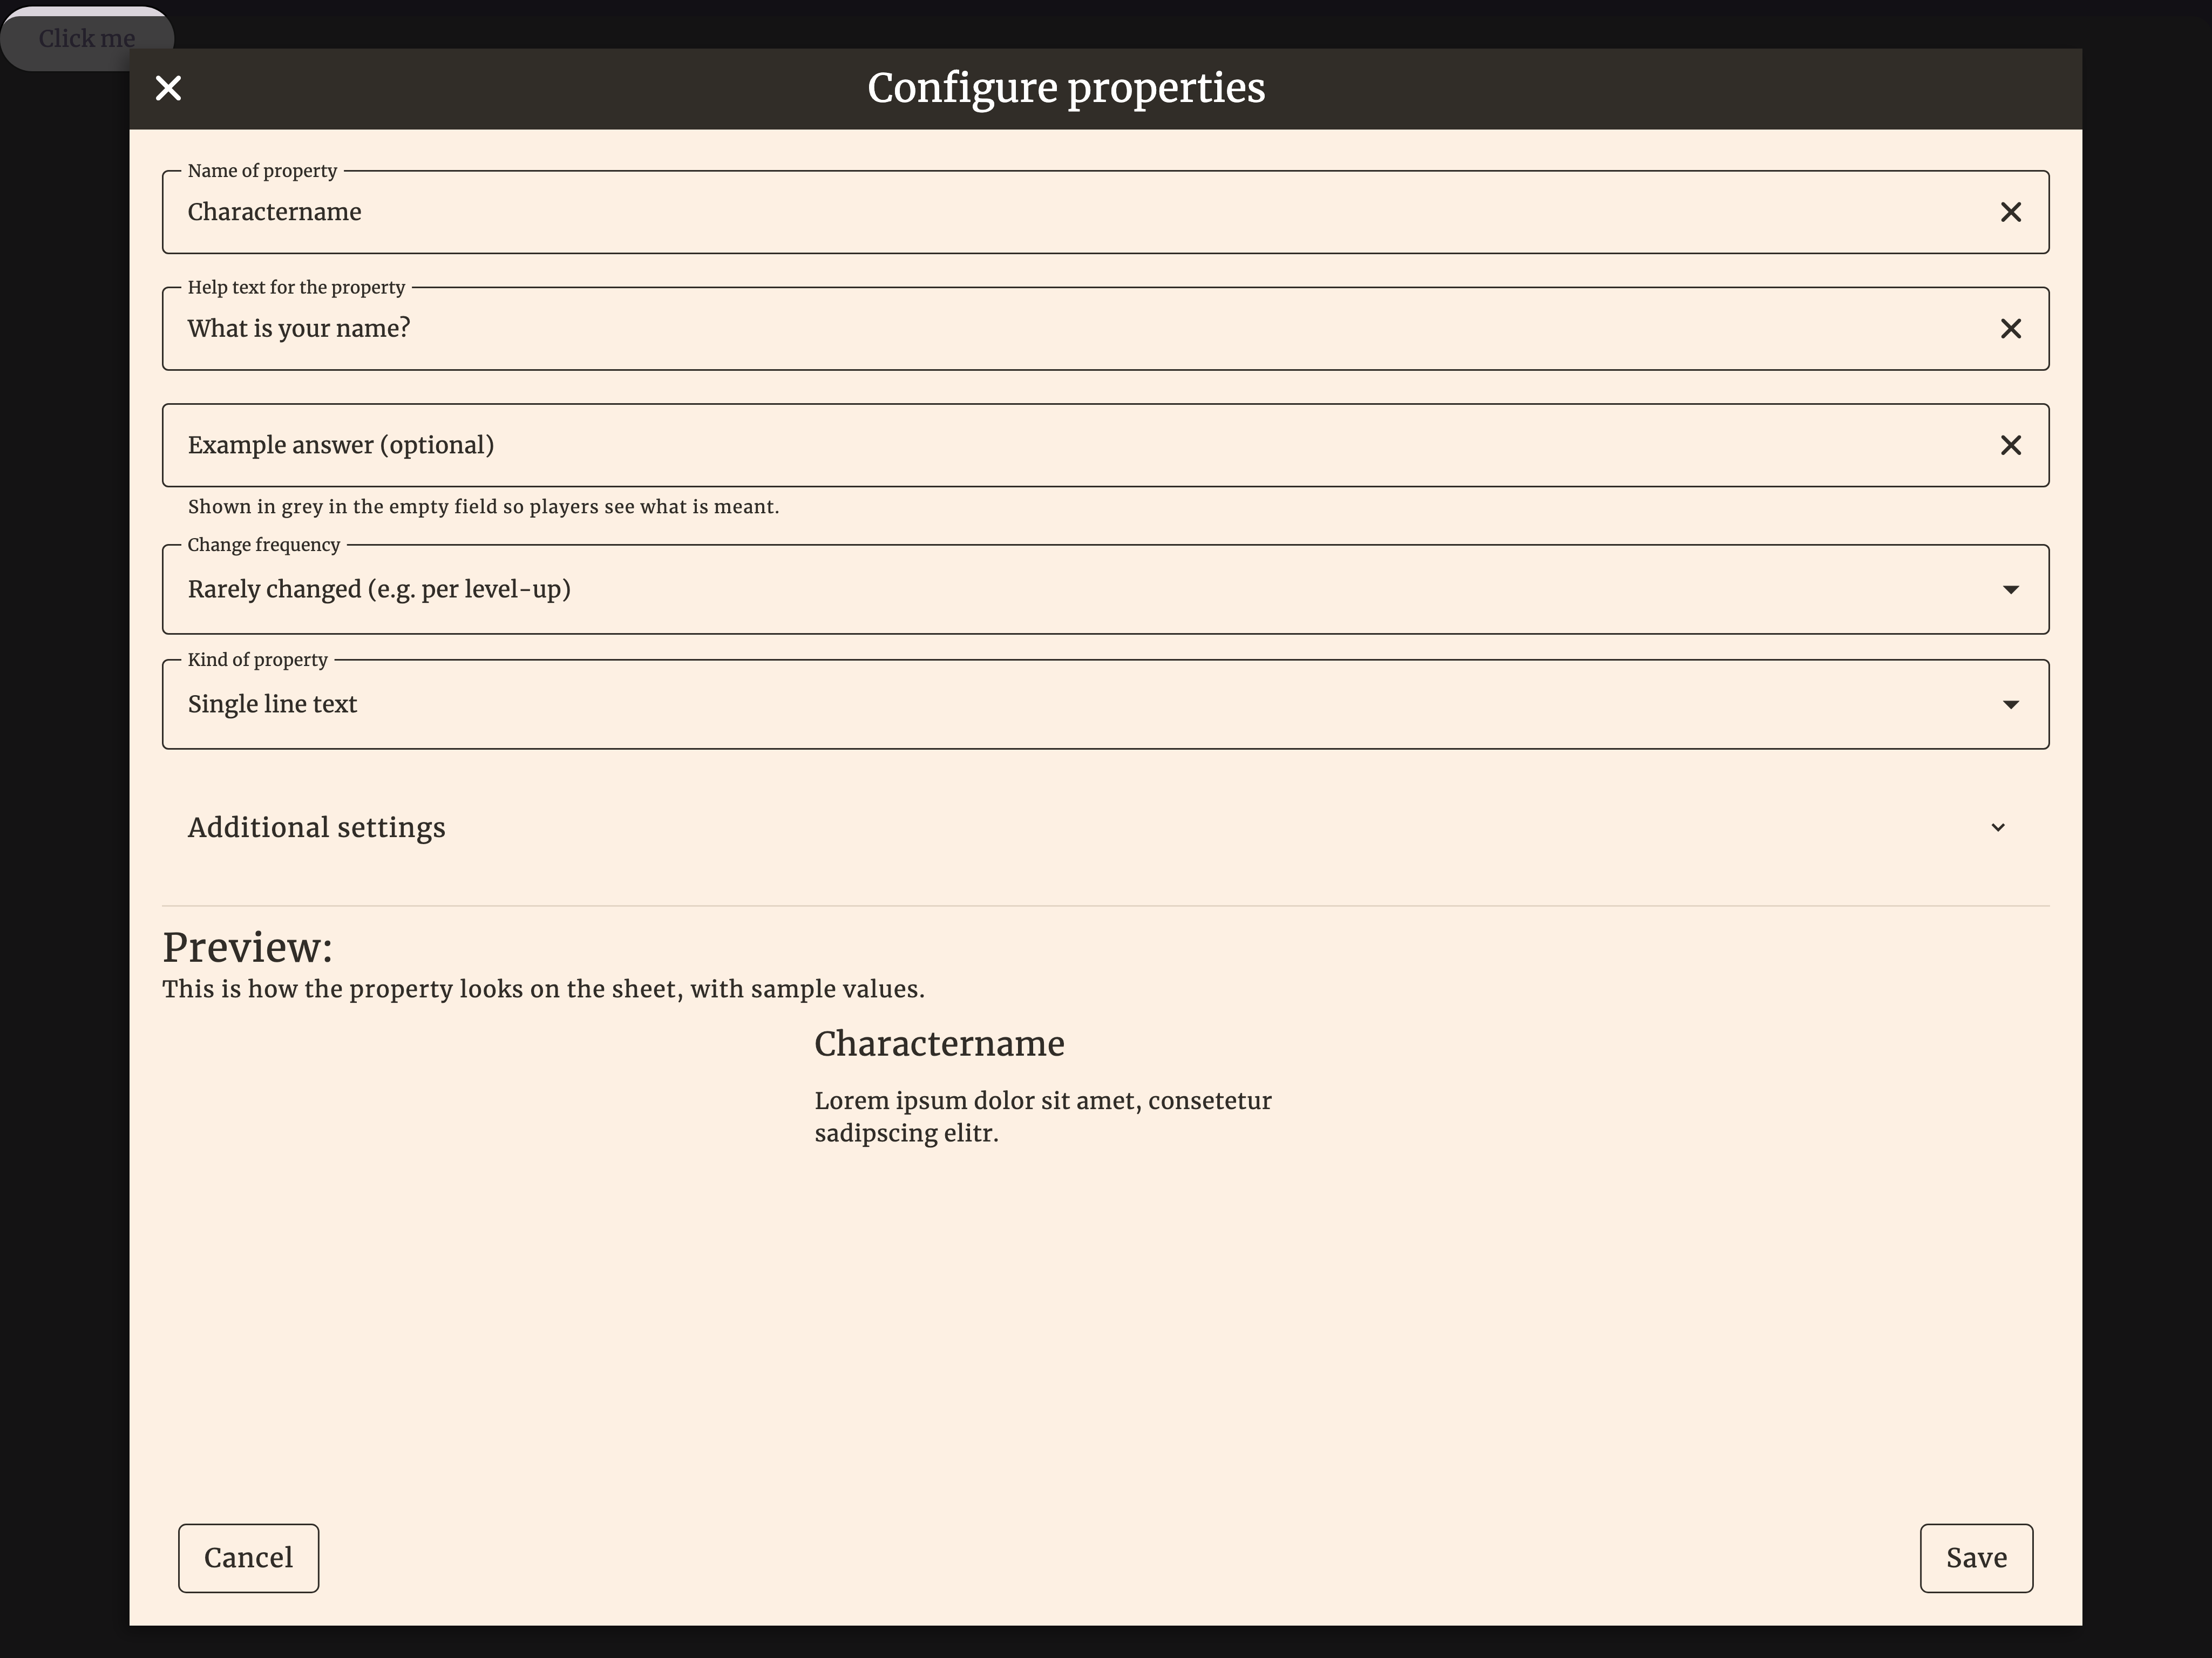 Click me
Configure properties
Name of property
Charactername
Help text for the property
What is your name?
Example answer (optional)
Shown in grey in the empty field so players see what is meant.
Change frequency
Rarely changed (e.g. per level-up)
Kind of property
Single line text
Additional settings
Preview:
This is how the property looks on the sheet, with sample values.
Charactername
Lorem ipsum dolor sit amet, consetetur
sadipscing elitr.
Cancel
Save